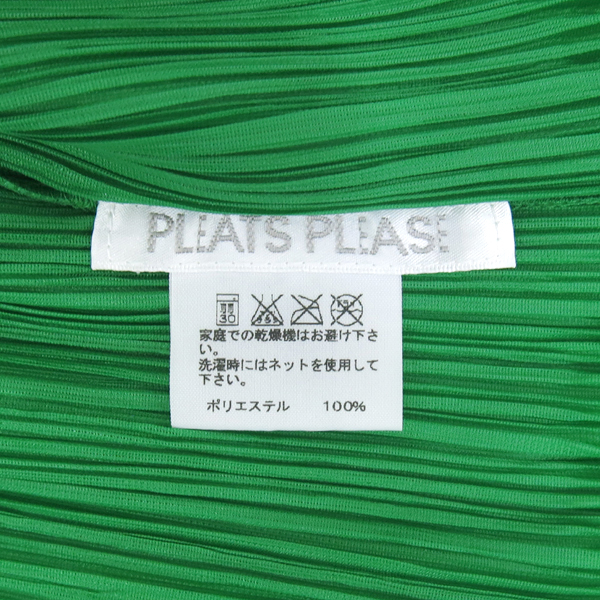 PLEATS PLEASE
30
家庭での乾燥機はお避け下さ
い。
洗濯時にはネットを使用して
下さい。
ポリエステル 100%